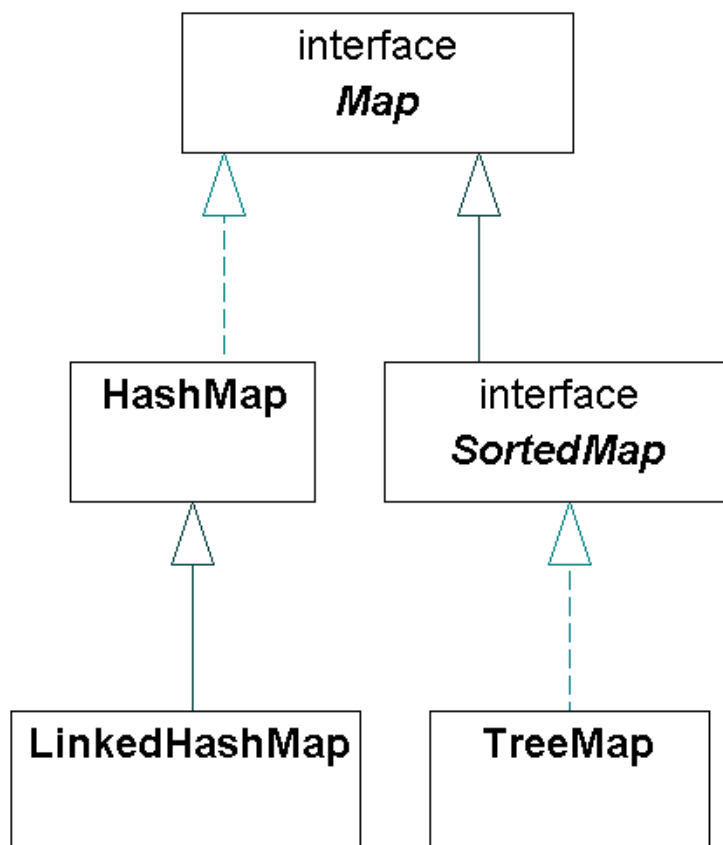 interface
Map
HashMap
interface
SortedMap
LinkedHashMap
TreeMap